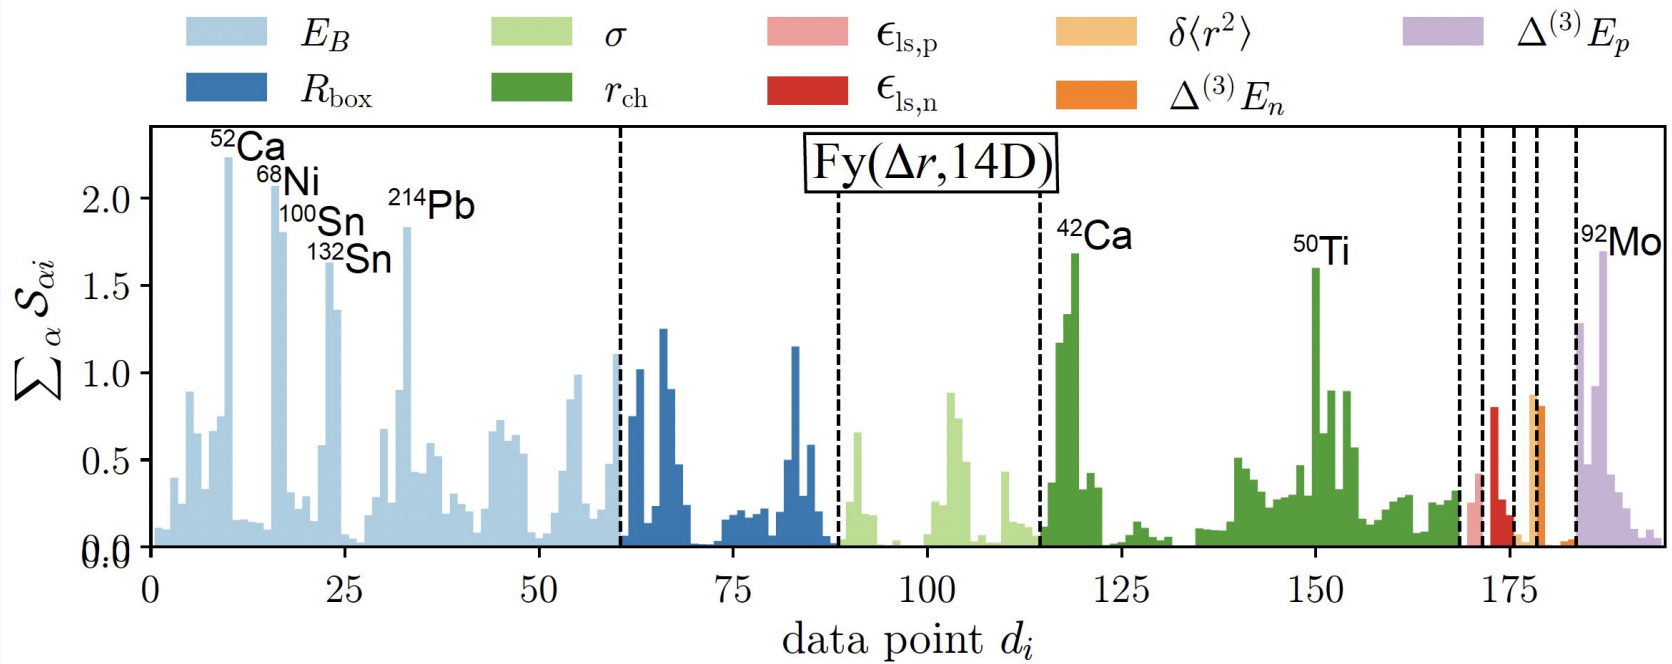 E_B σ ϵ_ls,p δ⟨r²⟩ Δ⁽³⁾E_p
R_box r_ch ϵ_ls,n Δ⁽³⁾E_n
⁵²Ca
⁶⁸Ni
¹⁰⁰Sn
¹³²Sn
²¹⁴Pb
Fy(Δr,14D)
⁴²Ca
⁵⁰Ti
⁹²Mo
∑_α 𝒮_αi
2.0
1.5
1.0
0.5
0.0
0.0
0 25 50 75 100 125 150 175
data point d_i